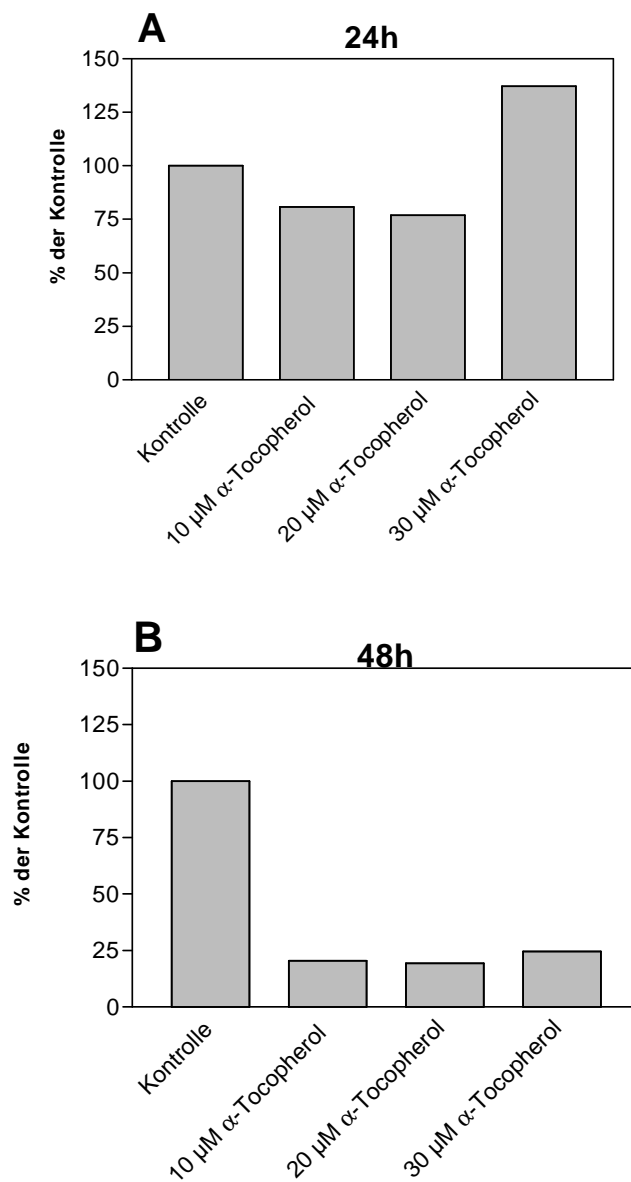 A
24h
150
125
100
75
50
25
0
% der Kontrolle
Kontrolle
10 µM α-Tocopherol
20 µM α-Tocopherol
30 µM α-Tocopherol
B
48h
150
125
100
75
50
25
0
% der Kontrolle
Kontrolle
10 µM α-Tocopherol
20 µM α-Tocopherol
30 µM α-Tocopherol